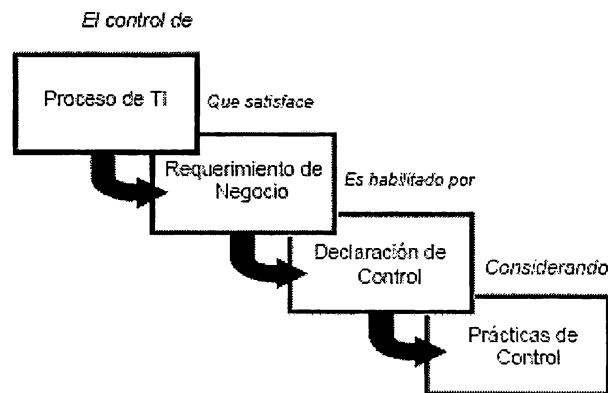 El control de
Proceso de TI
Que satisface
Requerimiento de
Negocio
Es habilitado por
Declaración de
Control
Considerando
Prácticas de
Control